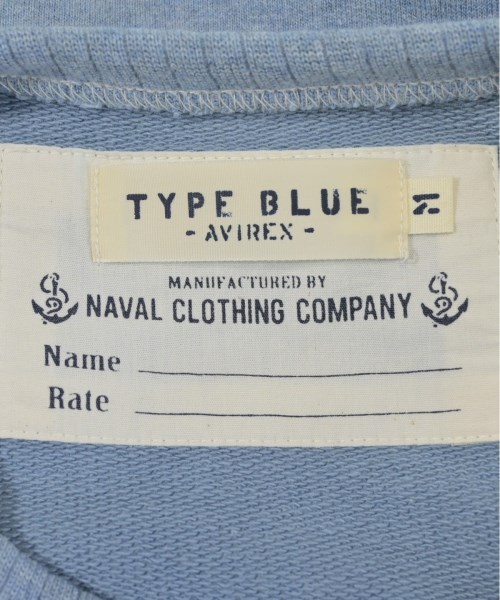 TYPE BLUE
- AVIREX -
MANUFACTURED BY
NAVAL CLOTHING COMPANY
Name
Rate